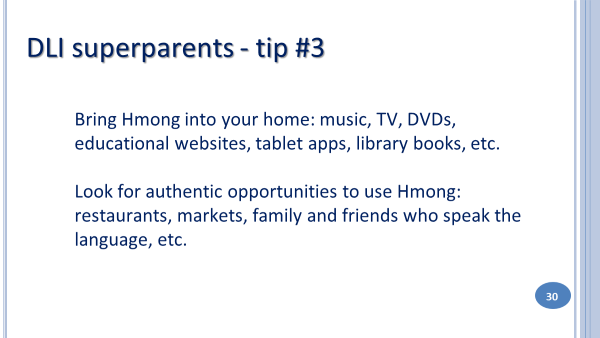 DLI superparents - tip #3
Bring Hmong into your home: music, TV, DVDs,
educational websites, tablet apps, library books, etc.
Look for authentic opportunities to use Hmong:
restaurants, markets, family and friends who speak the
language, etc.
30